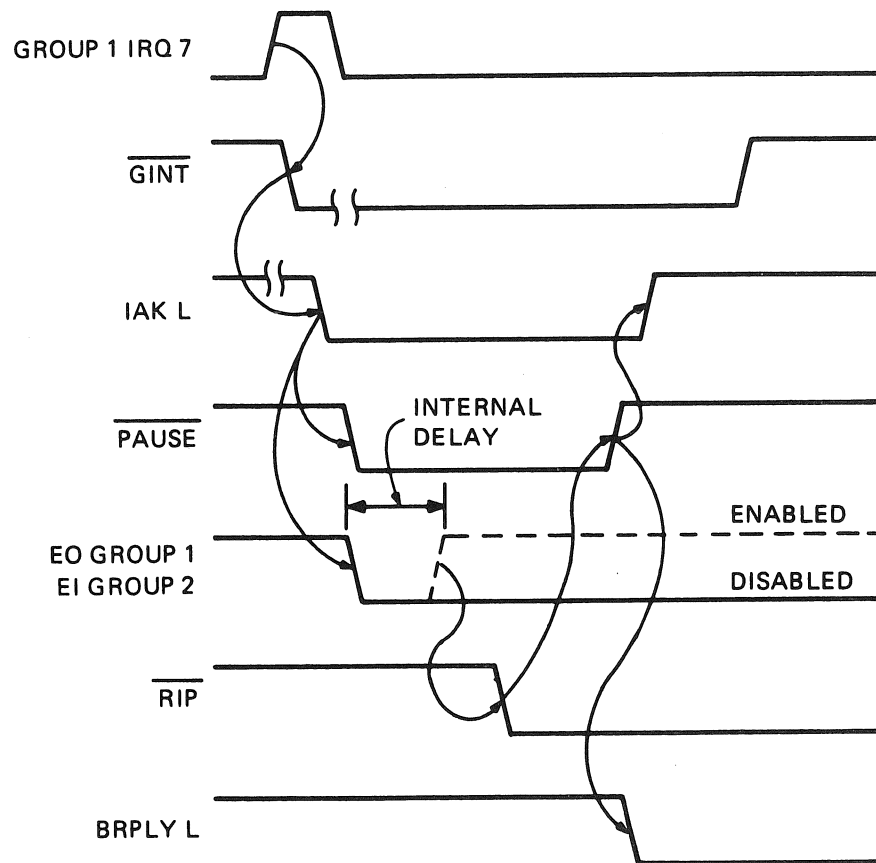 GROUP 1 IRQ 7
GINT
IAK L
PAUSE
INTERNAL
DELAY
ENABLED
EO GROUP 1
EI GROUP 2
DISABLED
RIP
BRPLY L